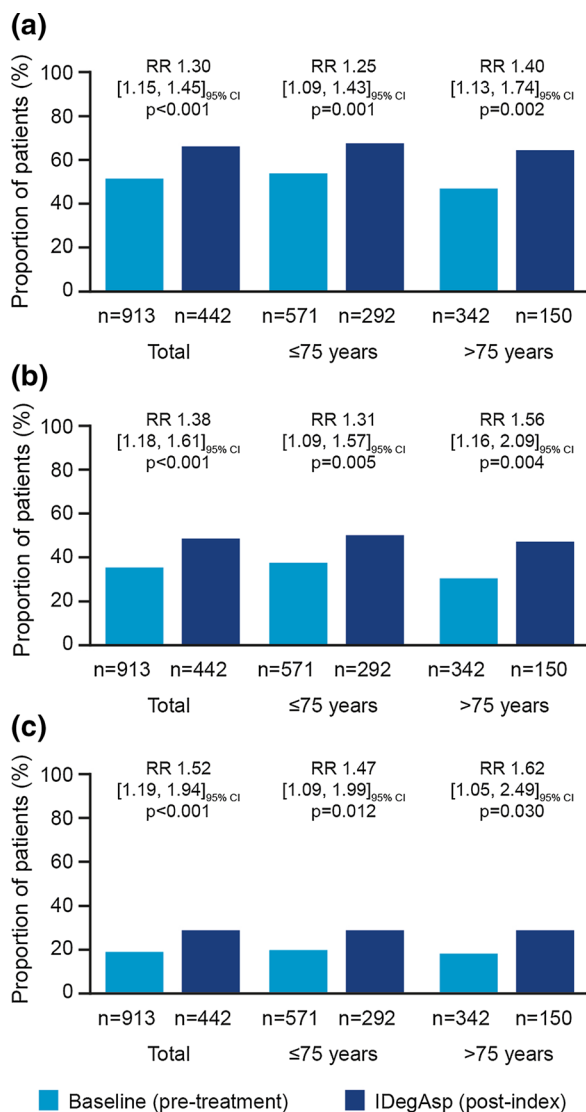 (a)
Proportion of patients (%)
100
80
60
40
20
0
RR 1.30
[1.15, 1.45]95% CI
p<0.001
RR 1.25
[1.09, 1.43]95% CI
p=0.001
RR 1.40
[1.13, 1.74]95% CI
p=0.002
n=913 n=442 n=571 n=292 n=342 n=150
Total ≤75 years >75 years
(b)
Proportion of patients (%)
100
80
60
40
20
0
RR 1.38
[1.18, 1.61]95% CI
p<0.001
RR 1.31
[1.09, 1.57]95% CI
p=0.005
RR 1.56
[1.16, 2.09]95% CI
p=0.004
n=913 n=442 n=571 n=292 n=342 n=150
Total ≤75 years >75 years
(c)
Proportion of patients (%)
100
80
60
40
20
0
RR 1.52
[1.19, 1.94]95% CI
p<0.001
RR 1.47
[1.09, 1.99]95% CI
p=0.012
RR 1.62
[1.05, 2.49]95% CI
p=0.030
n=913 n=442 n=571 n=292 n=342 n=150
Total ≤75 years >75 years
Baseline (pre-treatment) IDegAsp (post-index)